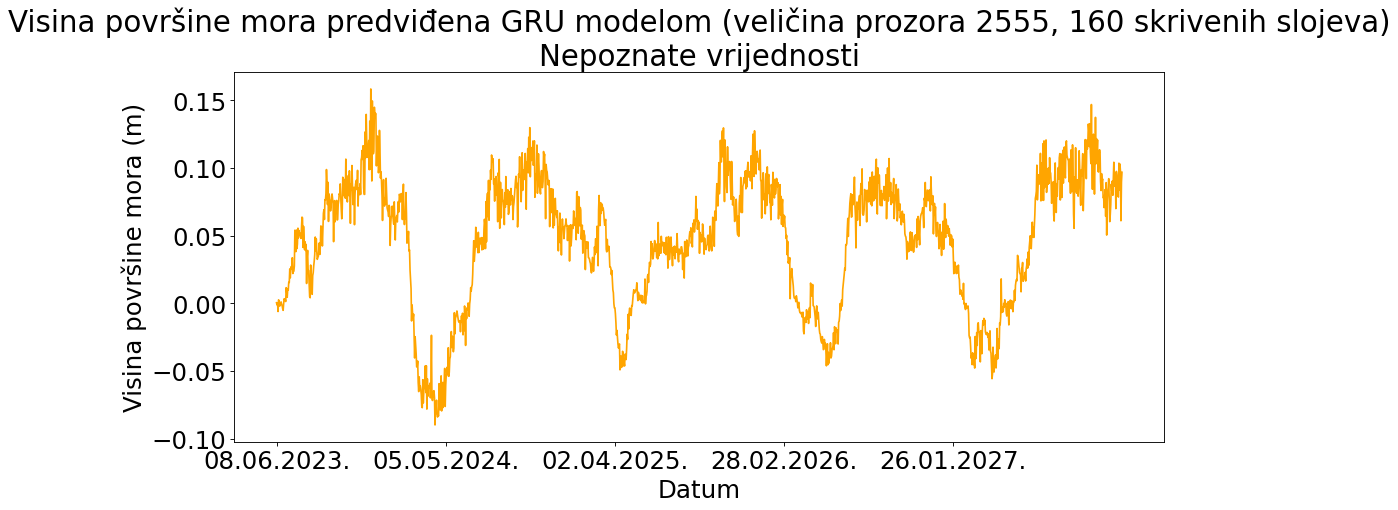 Visina površine mora predviđena GRU modelom (veličina prozora 2555, 160 skrivenih slojeva)
Nepoznate vrijednosti
Visina površine mora (m)
0.15
0.10
0.05
0.00
−0.05
−0.10
08.06.2023. 05.05.2024. 02.04.2025. 28.02.2026. 26.01.2027.
Datum